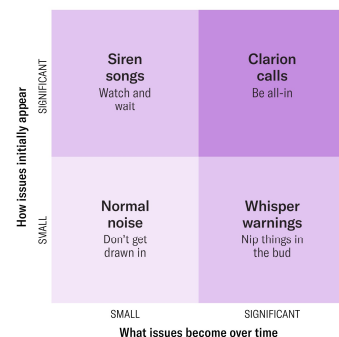 How issues initially appear
SIGNIFICANT
SMALL
Siren
songs
Watch and
wait
Clarion
calls
Be all-in
Normal
noise
Don't get
drawn in
Whisper
warnings
Nip things in
the bud
SMALL
SIGNIFICANT
What issues become over time